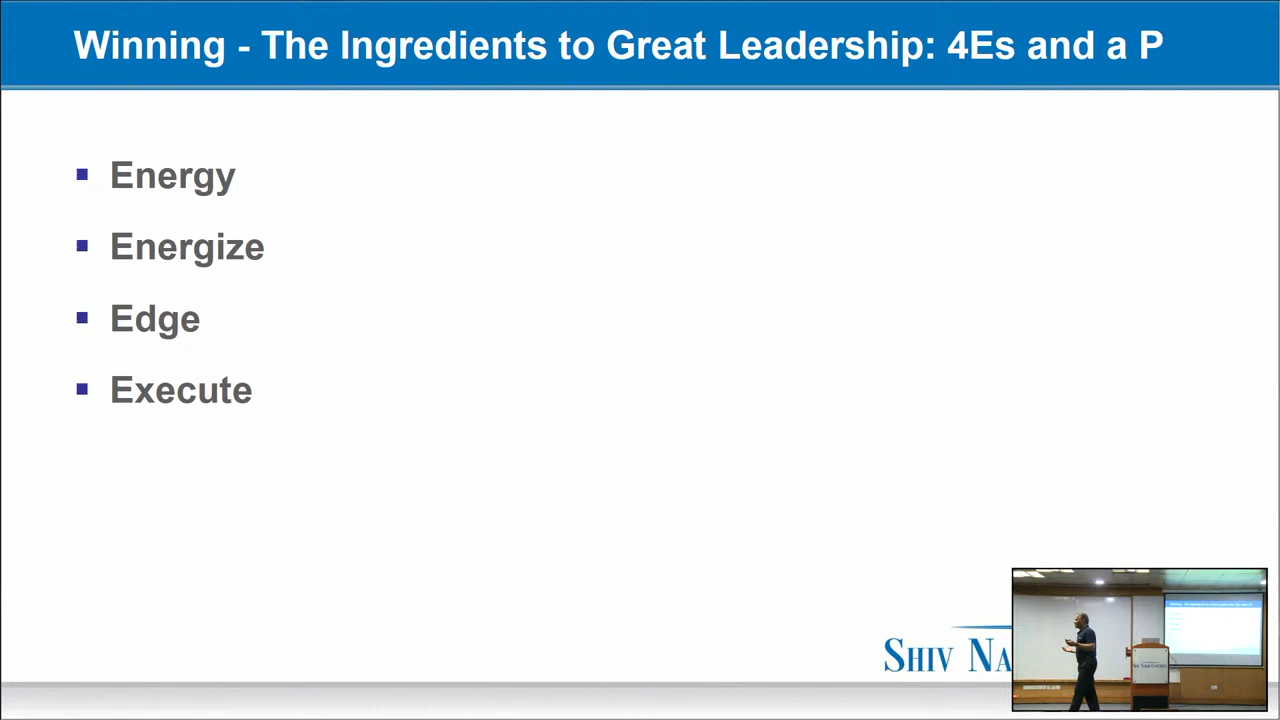 Winning - The Ingredients to Great Leadership: 4Es and a P
Energy
Energize
Edge
Execute
SHIV NA